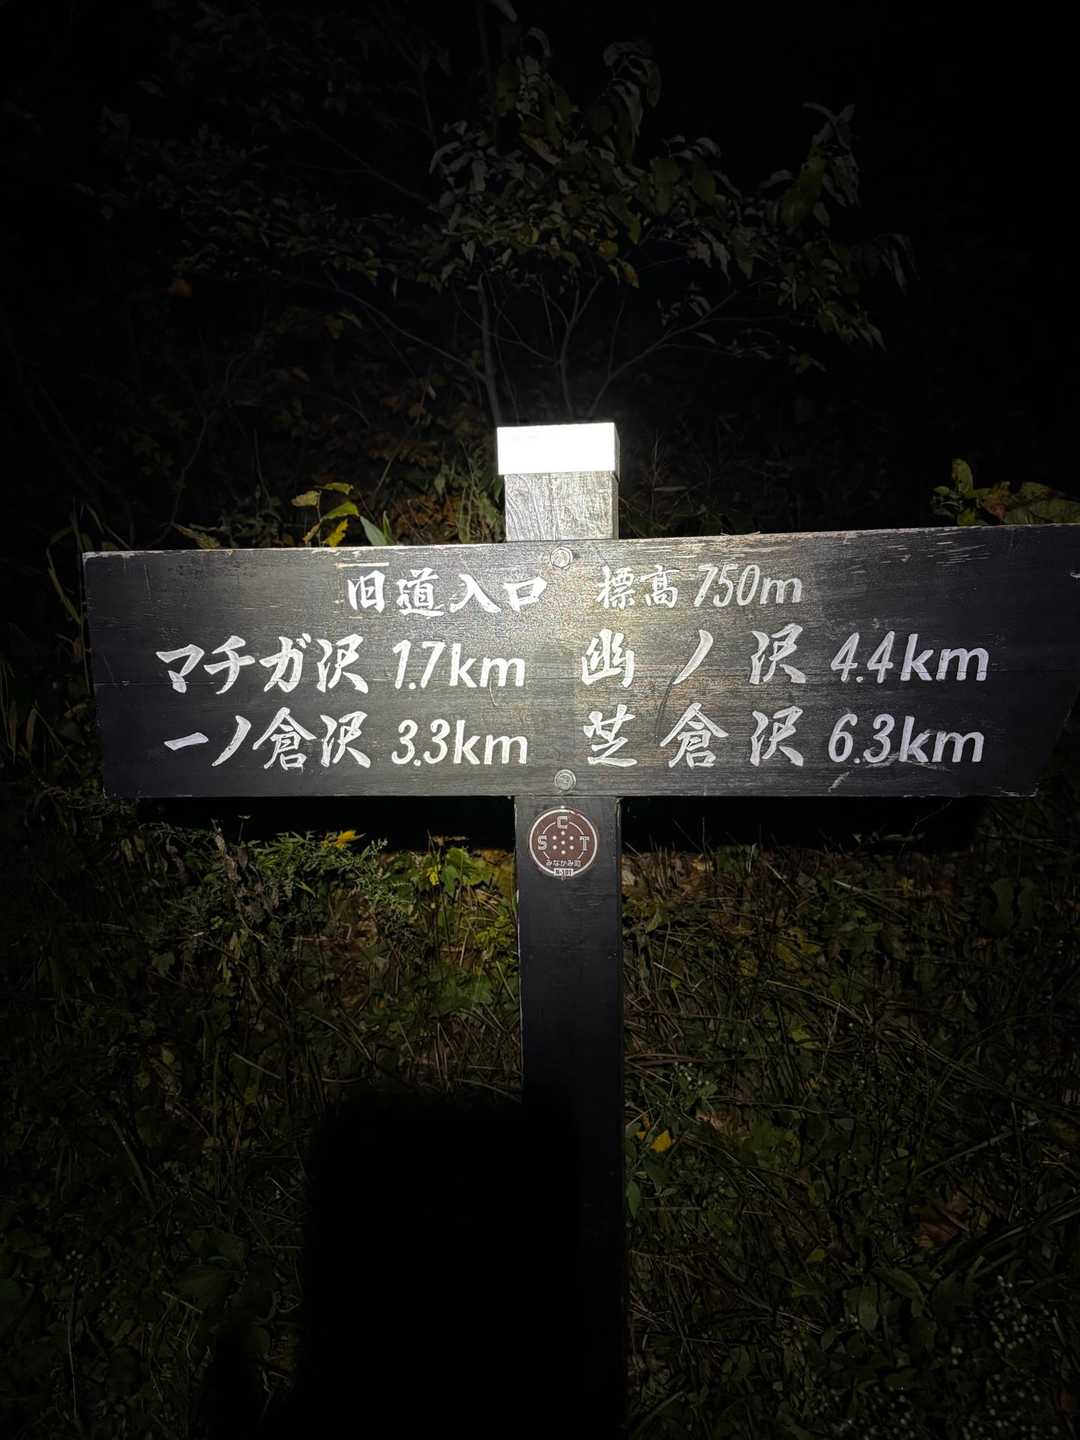 旧道入口 標高750m
マチガ沢 1.7km 幽ノ沢 4.4km
一ノ倉沢 3.3km 芝倉沢 6.3km
C
S T
みなかみ町